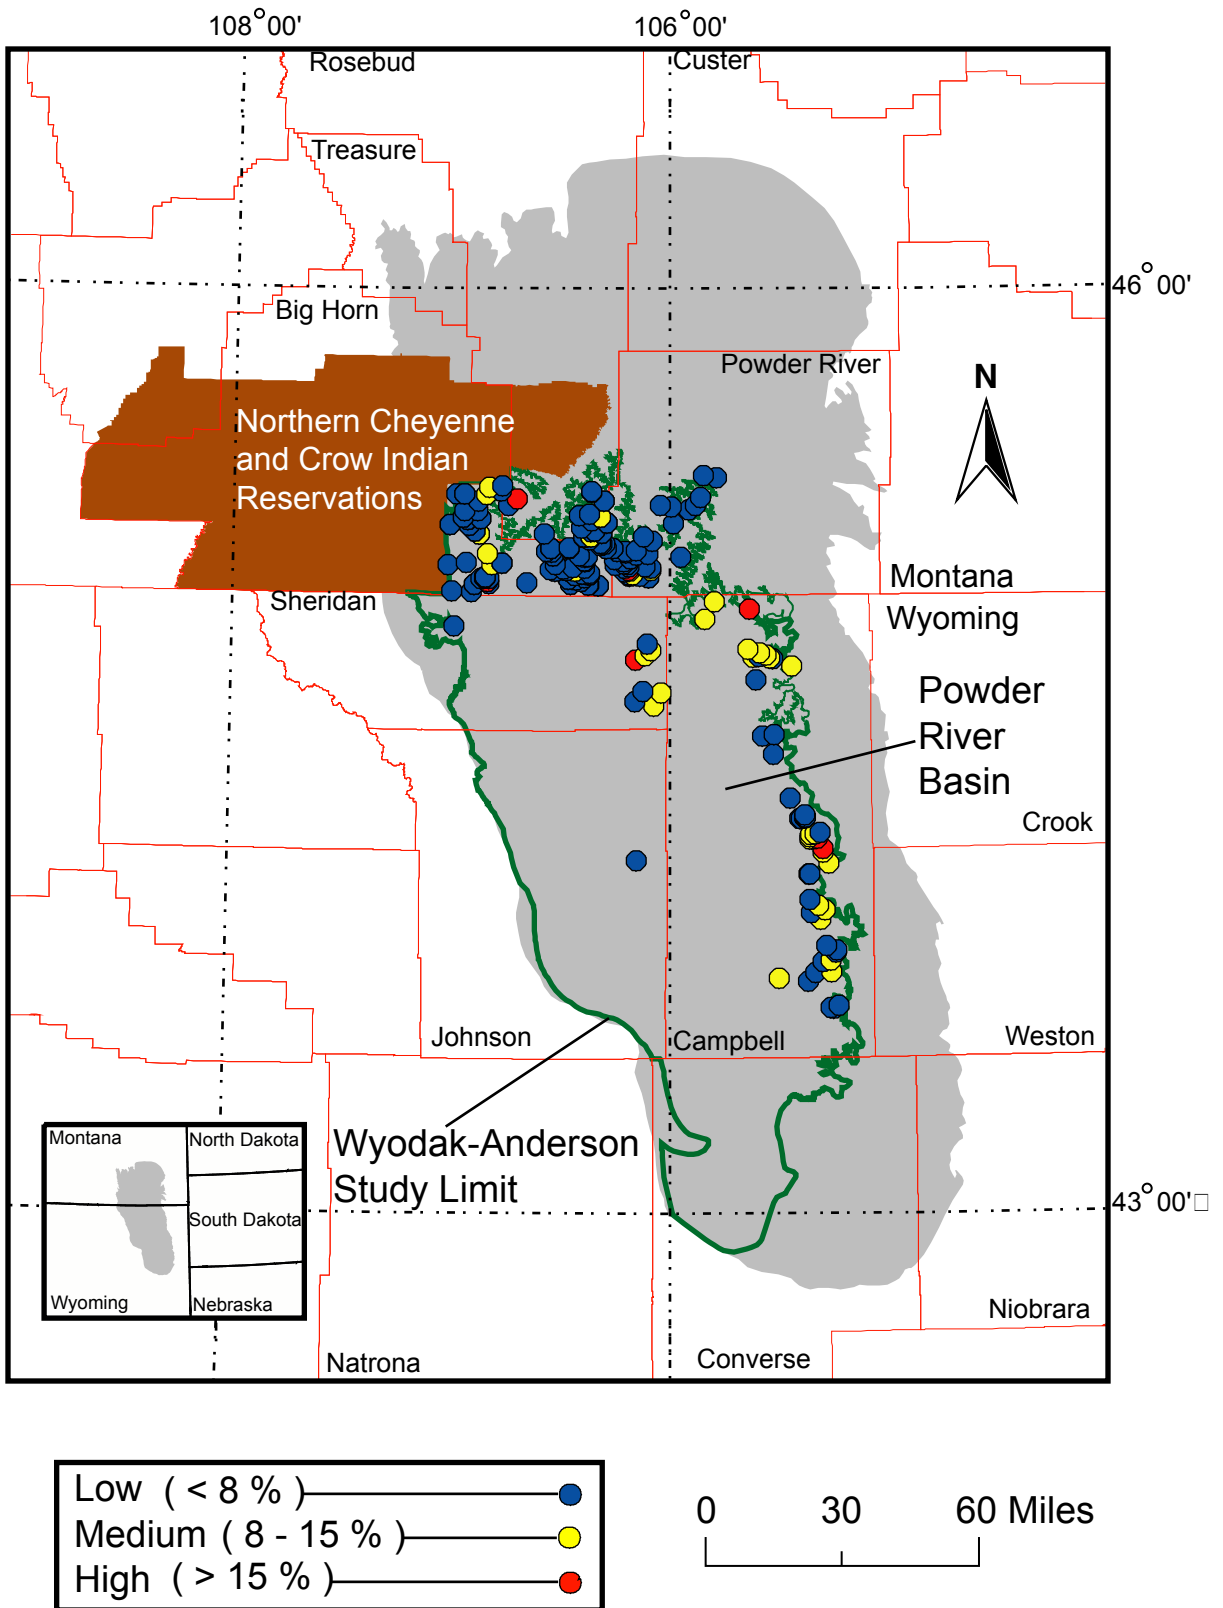 108°00'
106°00'
Rosebud
Custer
Treasure
46°00'
Big Horn
Powder River
N
Northern Cheyenne
and Crow Indian
Reservations
Montana
Sheridan
Wyoming
Powder
River
Basin
Crook
Johnson
Campbell
Weston
Wyodak-Anderson
Study Limit
Montana
North Dakota
South Dakota
Wyoming
Nebraska
43°00'
Niobrara
Natrona
Converse
Low ( < 8 % )
Medium ( 8 - 15 % )
High ( > 15 % )
0 30 60 Miles